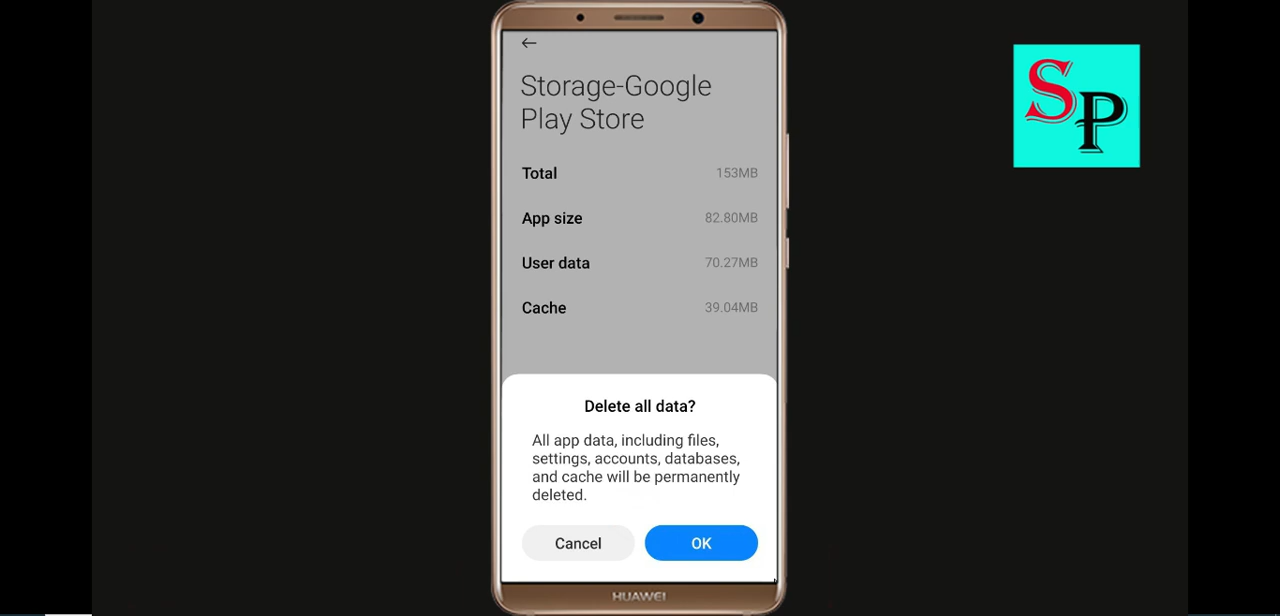 SP
Storage-Google
Play Store
Total 153MB
App size 82.80MB
User data 70.27MB
Cache 39.04MB
Delete all data?
All app data, including files,
settings, accounts, databases,
and cache will be permanently
deleted.
Cancel OK
HUAWEI